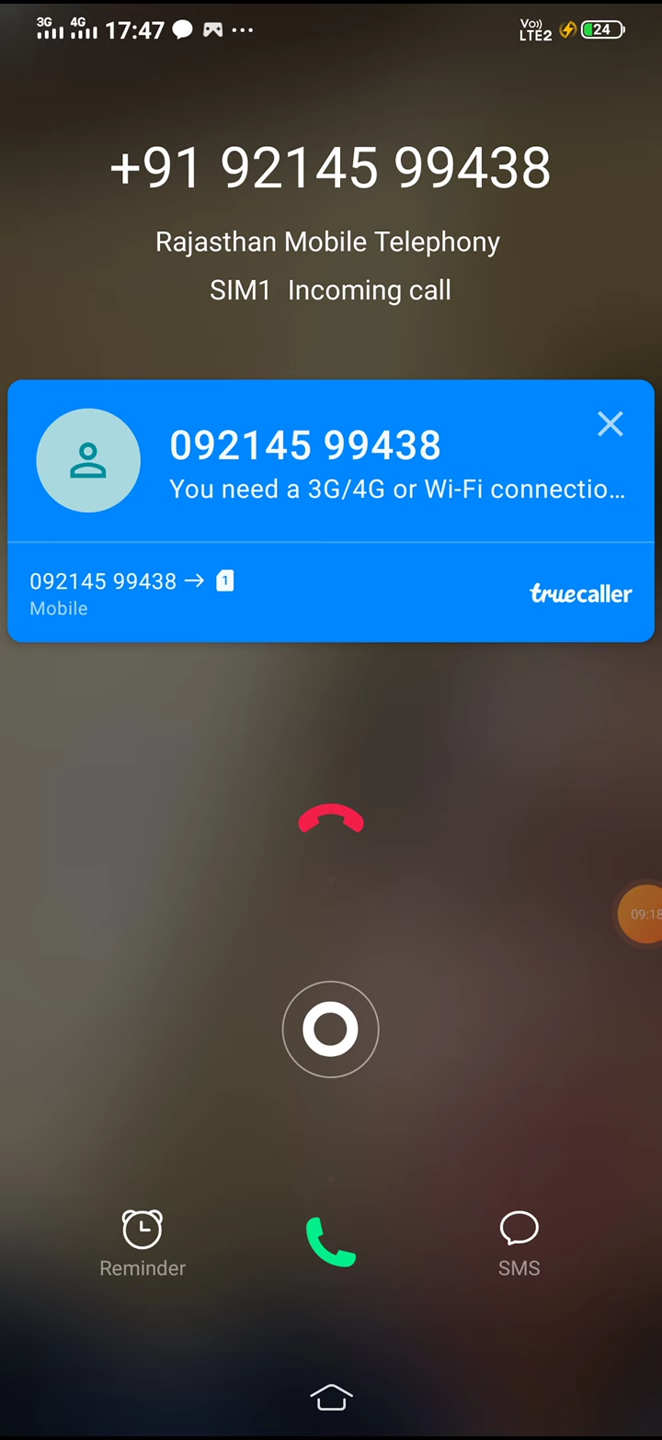 3G 4G 17:47 ... Vo)) LTE2 24
+91 92145 99438
Rajasthan Mobile Telephony
SIM1 Incoming call
092145 99438
You need a 3G/4G or Wi-Fi connectio...
092145 99438 → 1
Mobile
truecaller
09:18
Reminder
SMS